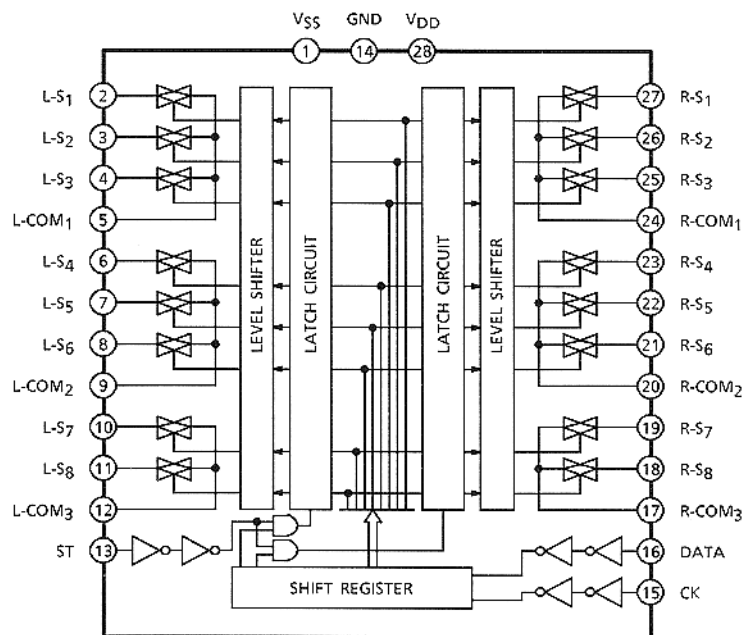 VSS GND VDD
1 14 28
L-S1 2 27 R-S1
L-S2 3 26 R-S2
L-S3 4 25 R-S3
L-COM1 5 24 R-COM1
L-S4 6 23 R-S4
L-S5 7 22 R-S5
L-S6 8 21 R-S6
L-COM2 9 20 R-COM2
L-S7 10 19 R-S7
L-S8 11 18 R-S8
L-COM3 12 17 R-COM3
ST 13 16 DATA
15 CK
LEVEL SHIFTER
LATCH CIRCUIT
LATCH CIRCUIT
LEVEL SHIFTER
SHIFT REGISTER